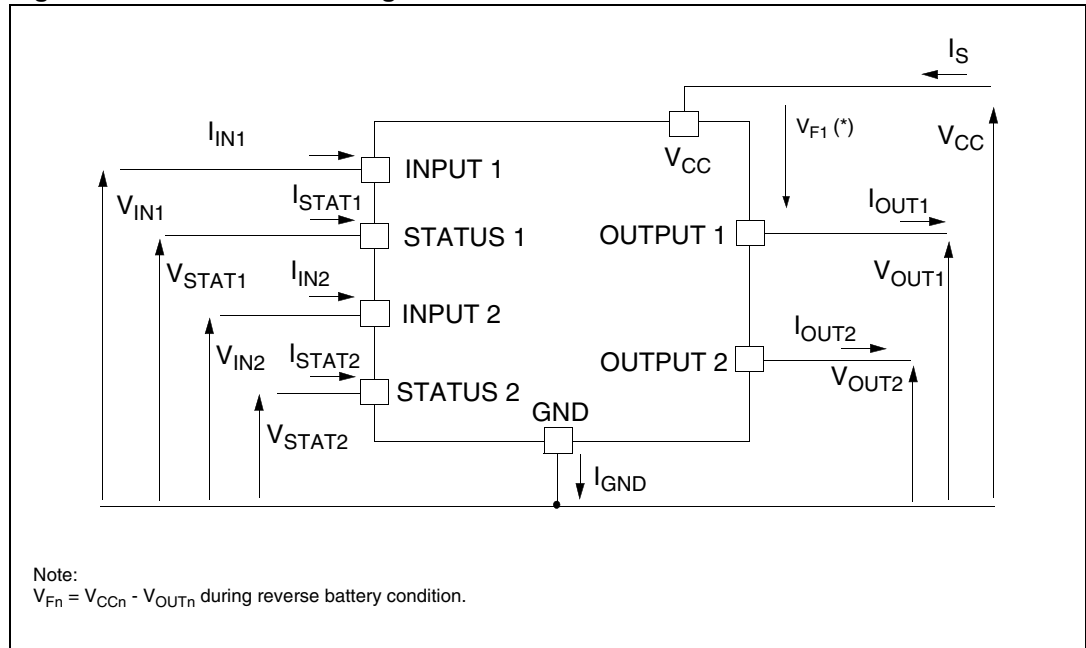 I_S
V_F1 (*)
V_CC
V_CC
I_IN1
INPUT 1
V_IN1
I_STAT1
STATUS 1
OUTPUT 1
I_OUT1
V_STAT1
V_OUT1
I_IN2
INPUT 2
V_IN2
I_OUT2
OUTPUT 2
V_OUT2
I_STAT2
STATUS 2
GND
V_STAT2
I_GND
Note:
V_Fn = V_CCn - V_OUTn during reverse battery condition.